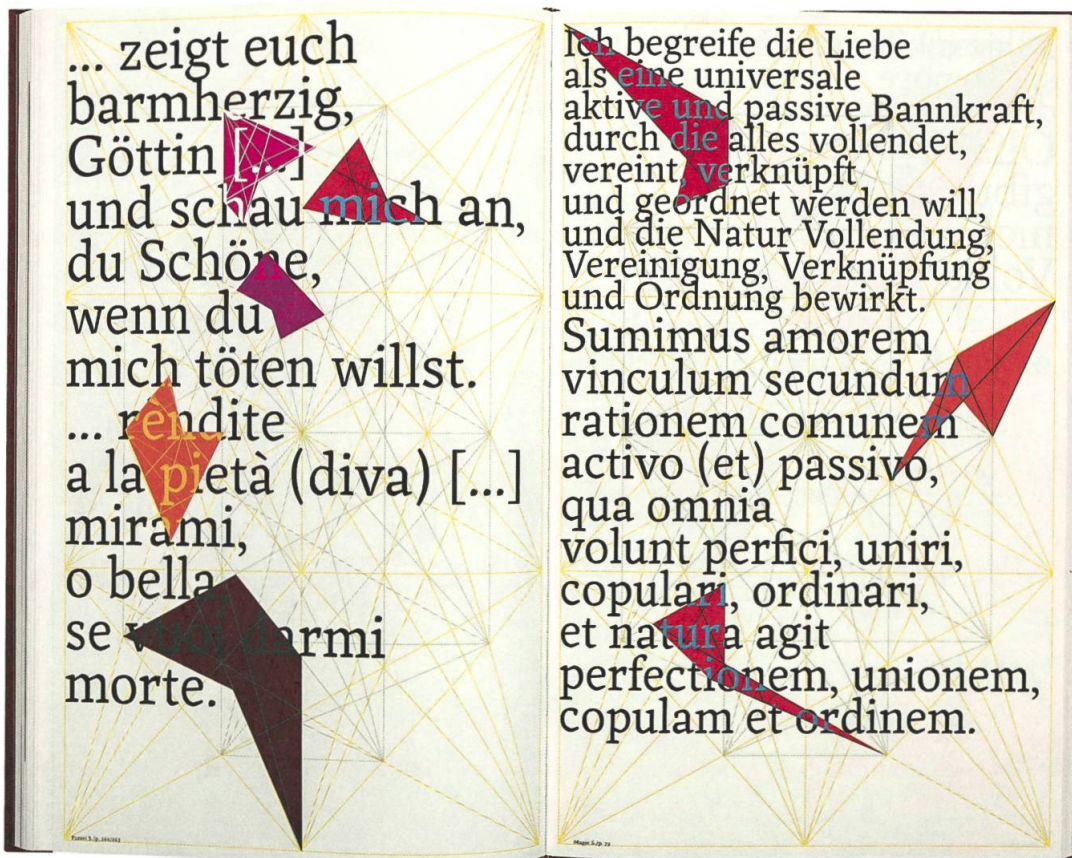 ... zeigt euch
barmherzig,
Göttin [...]
und schau mich an,
du Schöne,
wenn du
mich töten willst.
... rendite
a la pietà (diva) [...]
mirami,
o bella,
se vuoi darmi
morte.
Ich begreife die Liebe
als eine universale
aktive und passive Bannkraft,
durch die alles vollendet,
vereint, verknüpft
und geordnet werden will,
und die Natur Vollendung,
Vereinigung, Verknüpfung
und Ordnung bewirkt.
Sumimus amorem
vinculum secundum
rationem comunem
activo (et) passivo,
qua omnia
volunt perfici, uniri,
copulari, ordinari,
et natura agit
perfectionem, unionem,
copulam et ordinem.
Magie S./p. 79